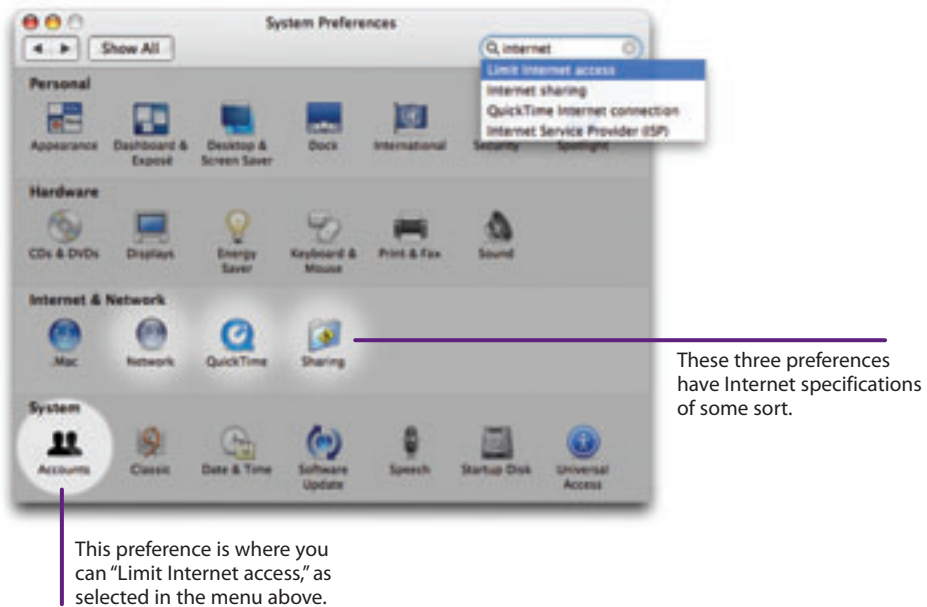 System Preferences
Show All
internet
Limit Internet access
Internet sharing
QuickTime Internet connection
Internet Service Provider (ISP)
Personal
Appearance
Dashboard & Exposé
Desktop & Screen Saver
Dock
International
Security
Spotlight
Hardware
CDs & DVDs
Displays
Energy Saver
Keyboard & Mouse
Print & Fax
Sound
Internet & Network
.Mac
Network
QuickTime
Sharing
System
Accounts
Classic
Date & Time
Software Update
Speech
Startup Disk
Universal Access
These three preferences
have Internet specifications
of some sort.
This preference is where you
can “Limit Internet access,” as
selected in the menu above.